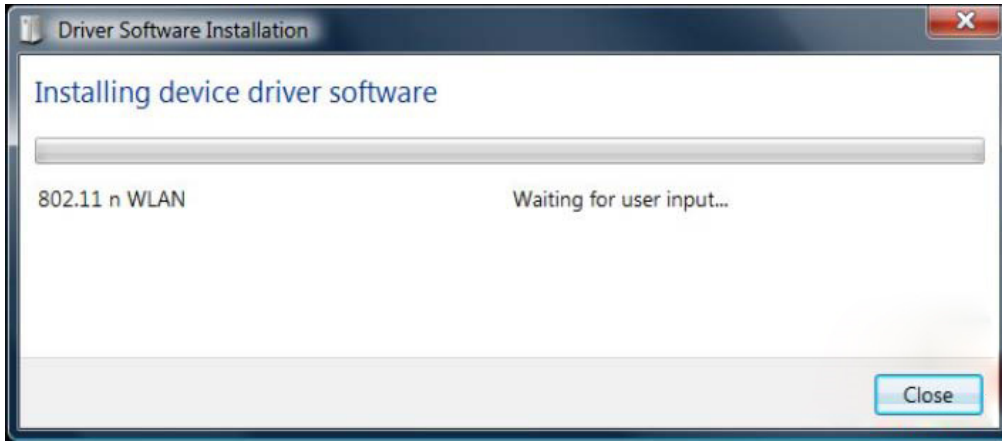 Driver Software Installation
Installing device driver software
802.11 n WLAN Waiting for user input...
Close